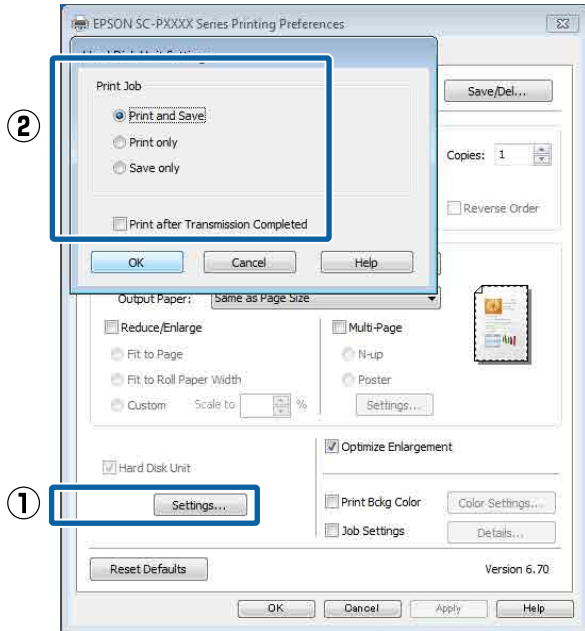 EPSON SC-PXXXX Series Printing Preferences
Print Job
Print and Save
Print only
Save only
Print after Transmission Completed
OK
Cancel
Help
②
Save/Del...
Copies: 1
Reverse Order
Output Paper: Same as Page Size
Reduce/Enlarge
Fit to Page
Fit to Roll Paper Width
Custom Scale to %
Multi-Page
N-up
Poster
Settings...
Optimize Enlargement
Hard Disk Unit
①
Settings...
Print Bckg Color
Color Settings...
Job Settings
Details...
Reset Defaults
Version 6.70
OK
Cancel
Apply
Help